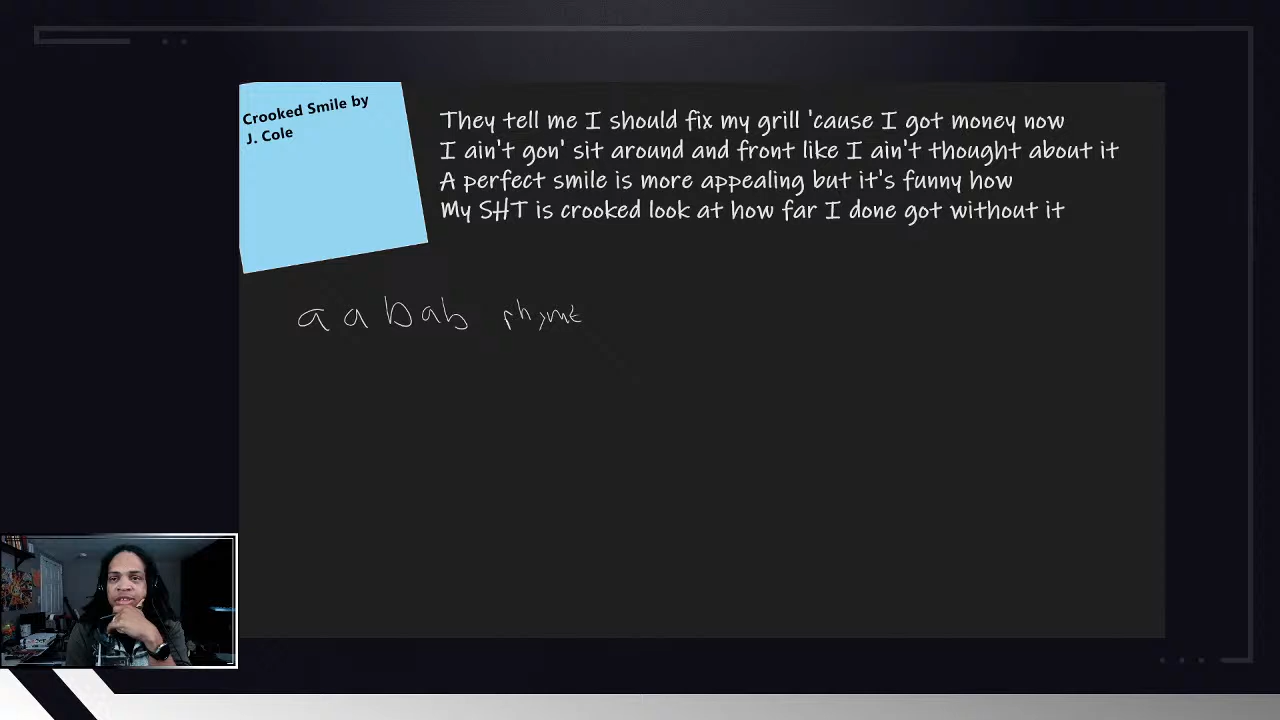 Crooked Smile by
J. Cole
They tell me I should fix my grill 'cause I got money now
I ain't gon' sit around and front like I ain't thought about it
A perfect smile is more appealing but it's funny how
My SHT is crooked look at how far I done got without it
a a b a b rhyme